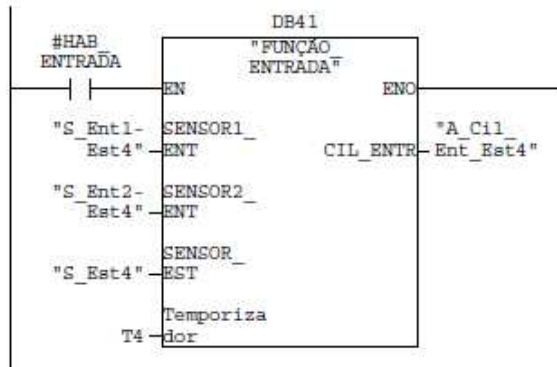 DB41
#HAB_
ENTRADA
"FUNÇÃO_
ENTRADA"
EN
ENO
"S_Ent1-
Est4"
SENSOR1_
ENT
CIL_ENTR
"A_Cil_
Ent_Est4"
"S_Ent2-
Est4"
SENSOR2_
ENT
"S_Est4"
SENSOR_
EST
T4
Temporiza
dor